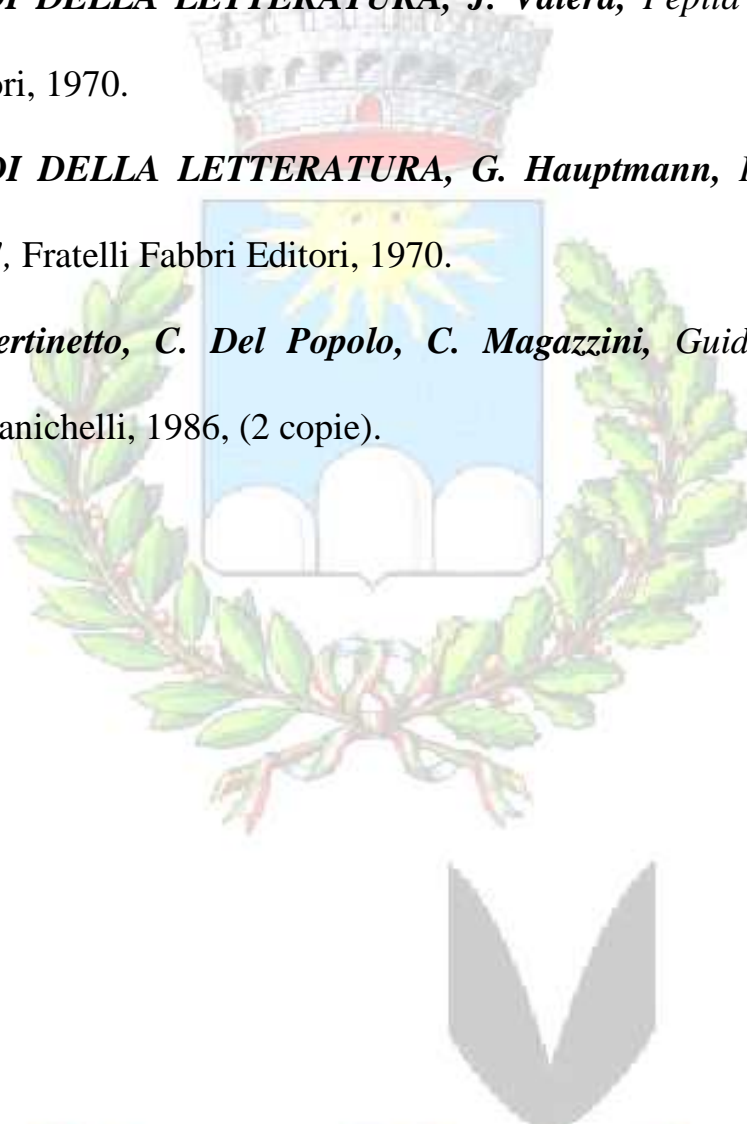 DI DELLA LETTERATURA, J. Valera, Pepita
ori, 1970.
DI DELLA LETTERATURA, G. Hauptmann,
, Fratelli Fabbri Editori, 1970.
ertinetto, C. Del Popolo, C. Magazzini, Guid
anichelli, 1986, (2 copie).